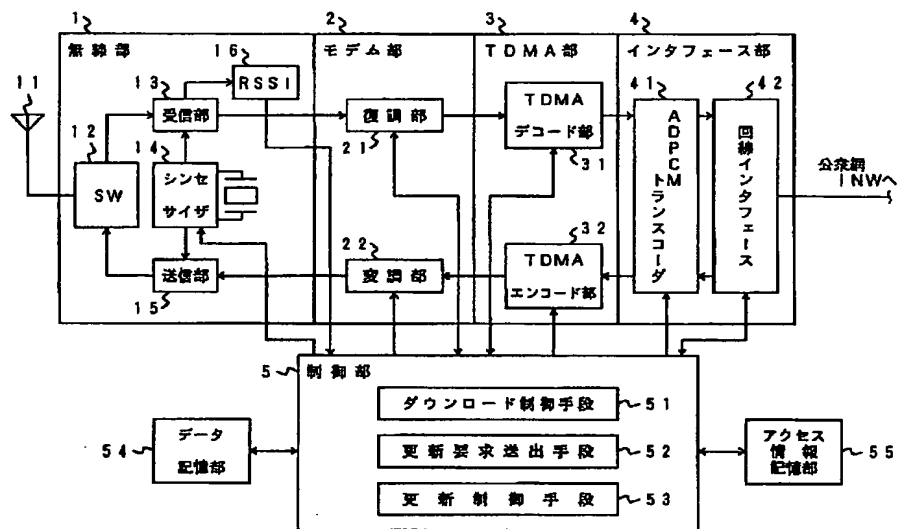 1
2
3
4
無線部
モデム部
TDMA部
インタフェース部
16
RSSI
11
13
受信部
12
SW
14
シンセ
サイザ
送信部
15
復調部
21
22
変調部
TDMA
デコード部
31
32
TDMA
エンコード部
41
ADPCMトランスコーダ
42
回線インタフェース
公衆網
INWへ
5
制御部
ダウンロード制御手段
51
更新要求送出手段
52
更新制御手段
53
54
データ
記憶部
アクセス
情報
記憶部
55